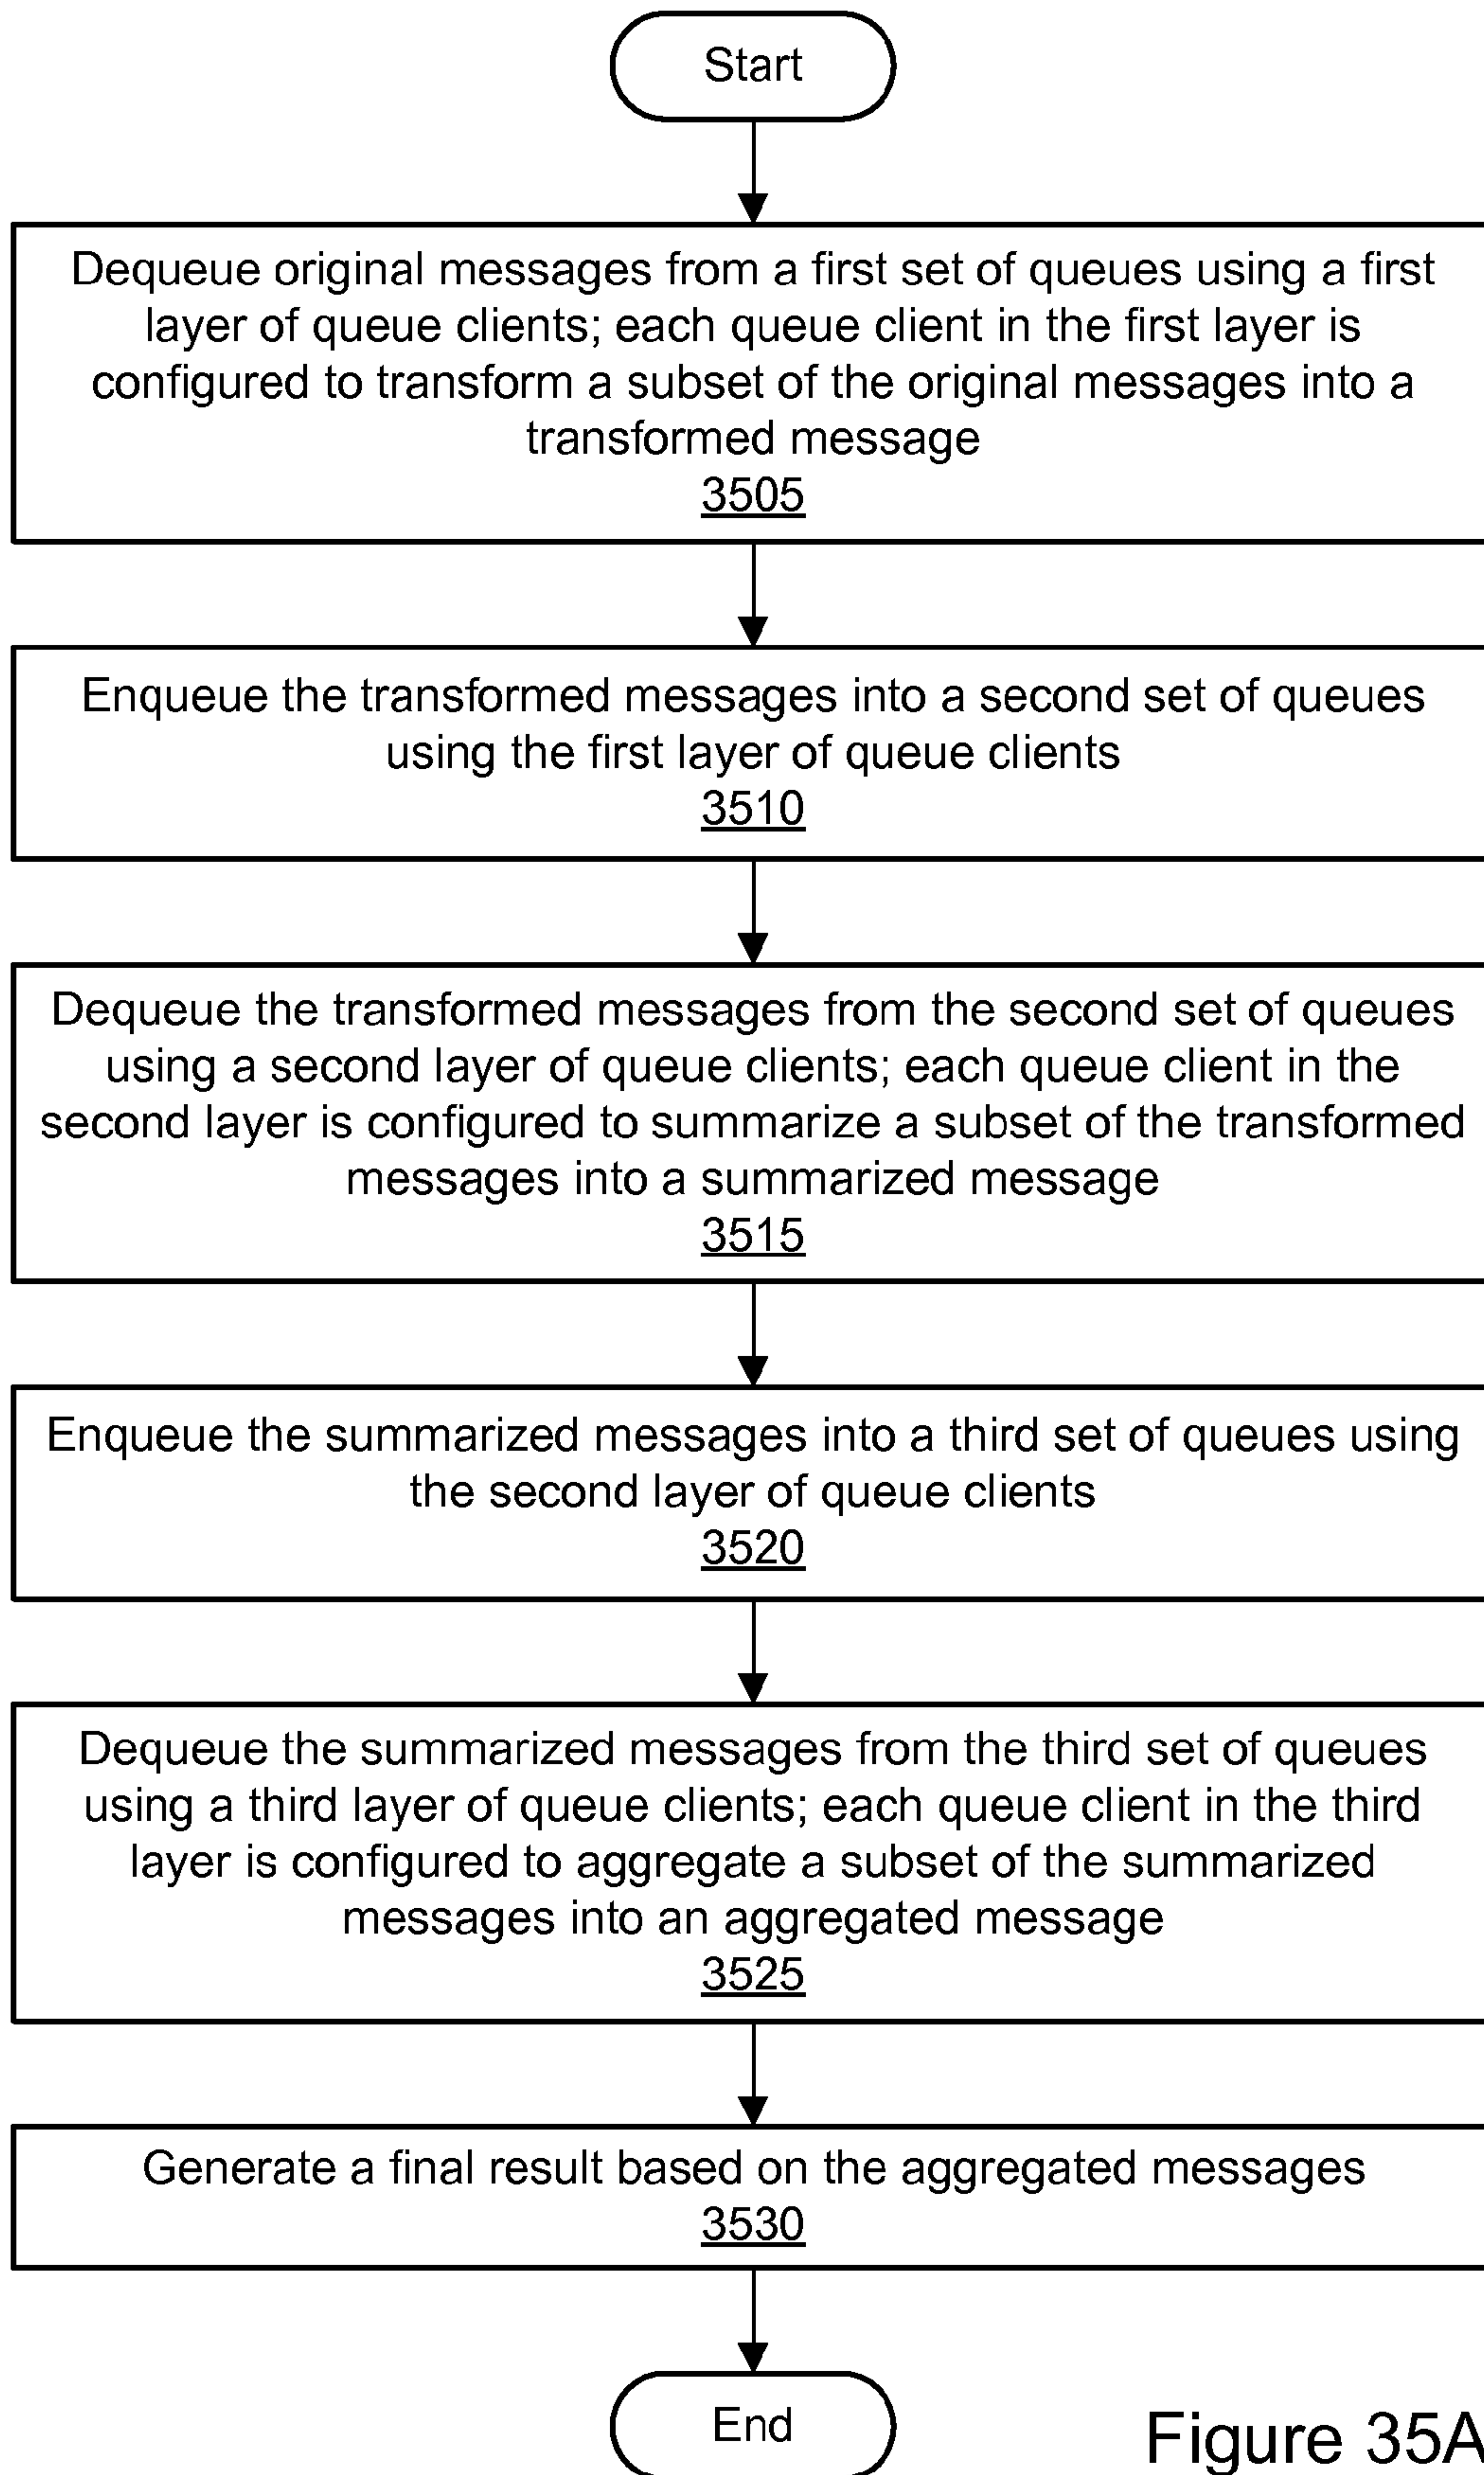 Start
Dequeue original messages from a first set of queues using a first
layer of queue clients; each queue client in the first layer is
configured to transform a subset of the original messages into a
transformed message
3505
Enqueue the transformed messages into a second set of queues
using the first layer of queue clients
3510
Dequeue the transformed messages from the second set of queues
using a second layer of queue clients; each queue client in the
second layer is configured to summarize a subset of the transformed
messages into a summarized message
3515
Enqueue the summarized messages into a third set of queues using
the second layer of queue clients
3520
Dequeue the summarized messages from the third set of queues
using a third layer of queue clients; each queue client in the third
layer is configured to aggregate a subset of the summarized
messages into an aggregated message
3525
Generate a final result based on the aggregated messages
3530
End
Figure 35A